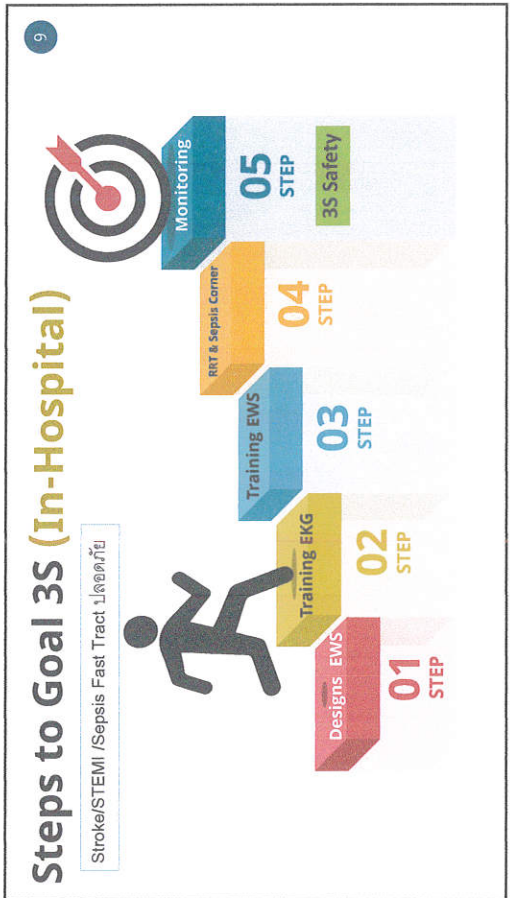 9
Steps to Goal 3S (In-Hospital)
Stroke/STEMI /Sepsis Fast Tract ปลอดภัย
Designs EWS
01
STEP
Training EKG
02
STEP
Training EWS
03
STEP
RRT & Sepsis Corner
04
STEP
Monitoring
05
STEP
3S Safety